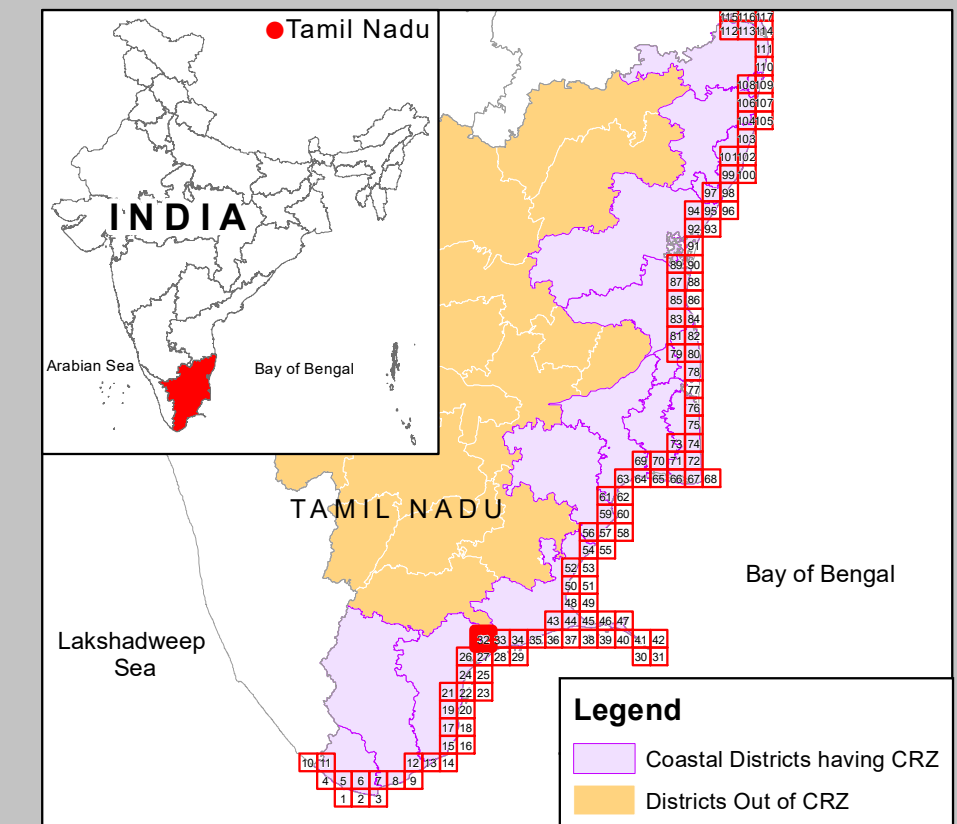 Tamil Nadu
INDIA
Arabian Sea
Bay of Bengal
115 116 117
112 113 114
111
110
108 109
106 107
104 105
103
101 102
99 100
97 98
94 95 96
92 93
91
89 90
87 88
85 86
83 84
81 82
79 80
78
77
76
75
73 74
69 70 71 72
63 64 65 66 67 68
61 62
59 60
56 57 58
54 55
52 53
50 51
48 49
43 44 45 46 47
32 33 34 35 36 37 38 39 40 41 42
26 27 28 29 30 31
24 25
21 22 23
19 20
17 18
15 16
10 11 12 13 14
4 5 6 7 8 9
1 2 3
TAMIL NADU
Bay of Bengal
Lakshadweep
Sea
Legend
Coastal Districts having CRZ
Districts Out of CRZ